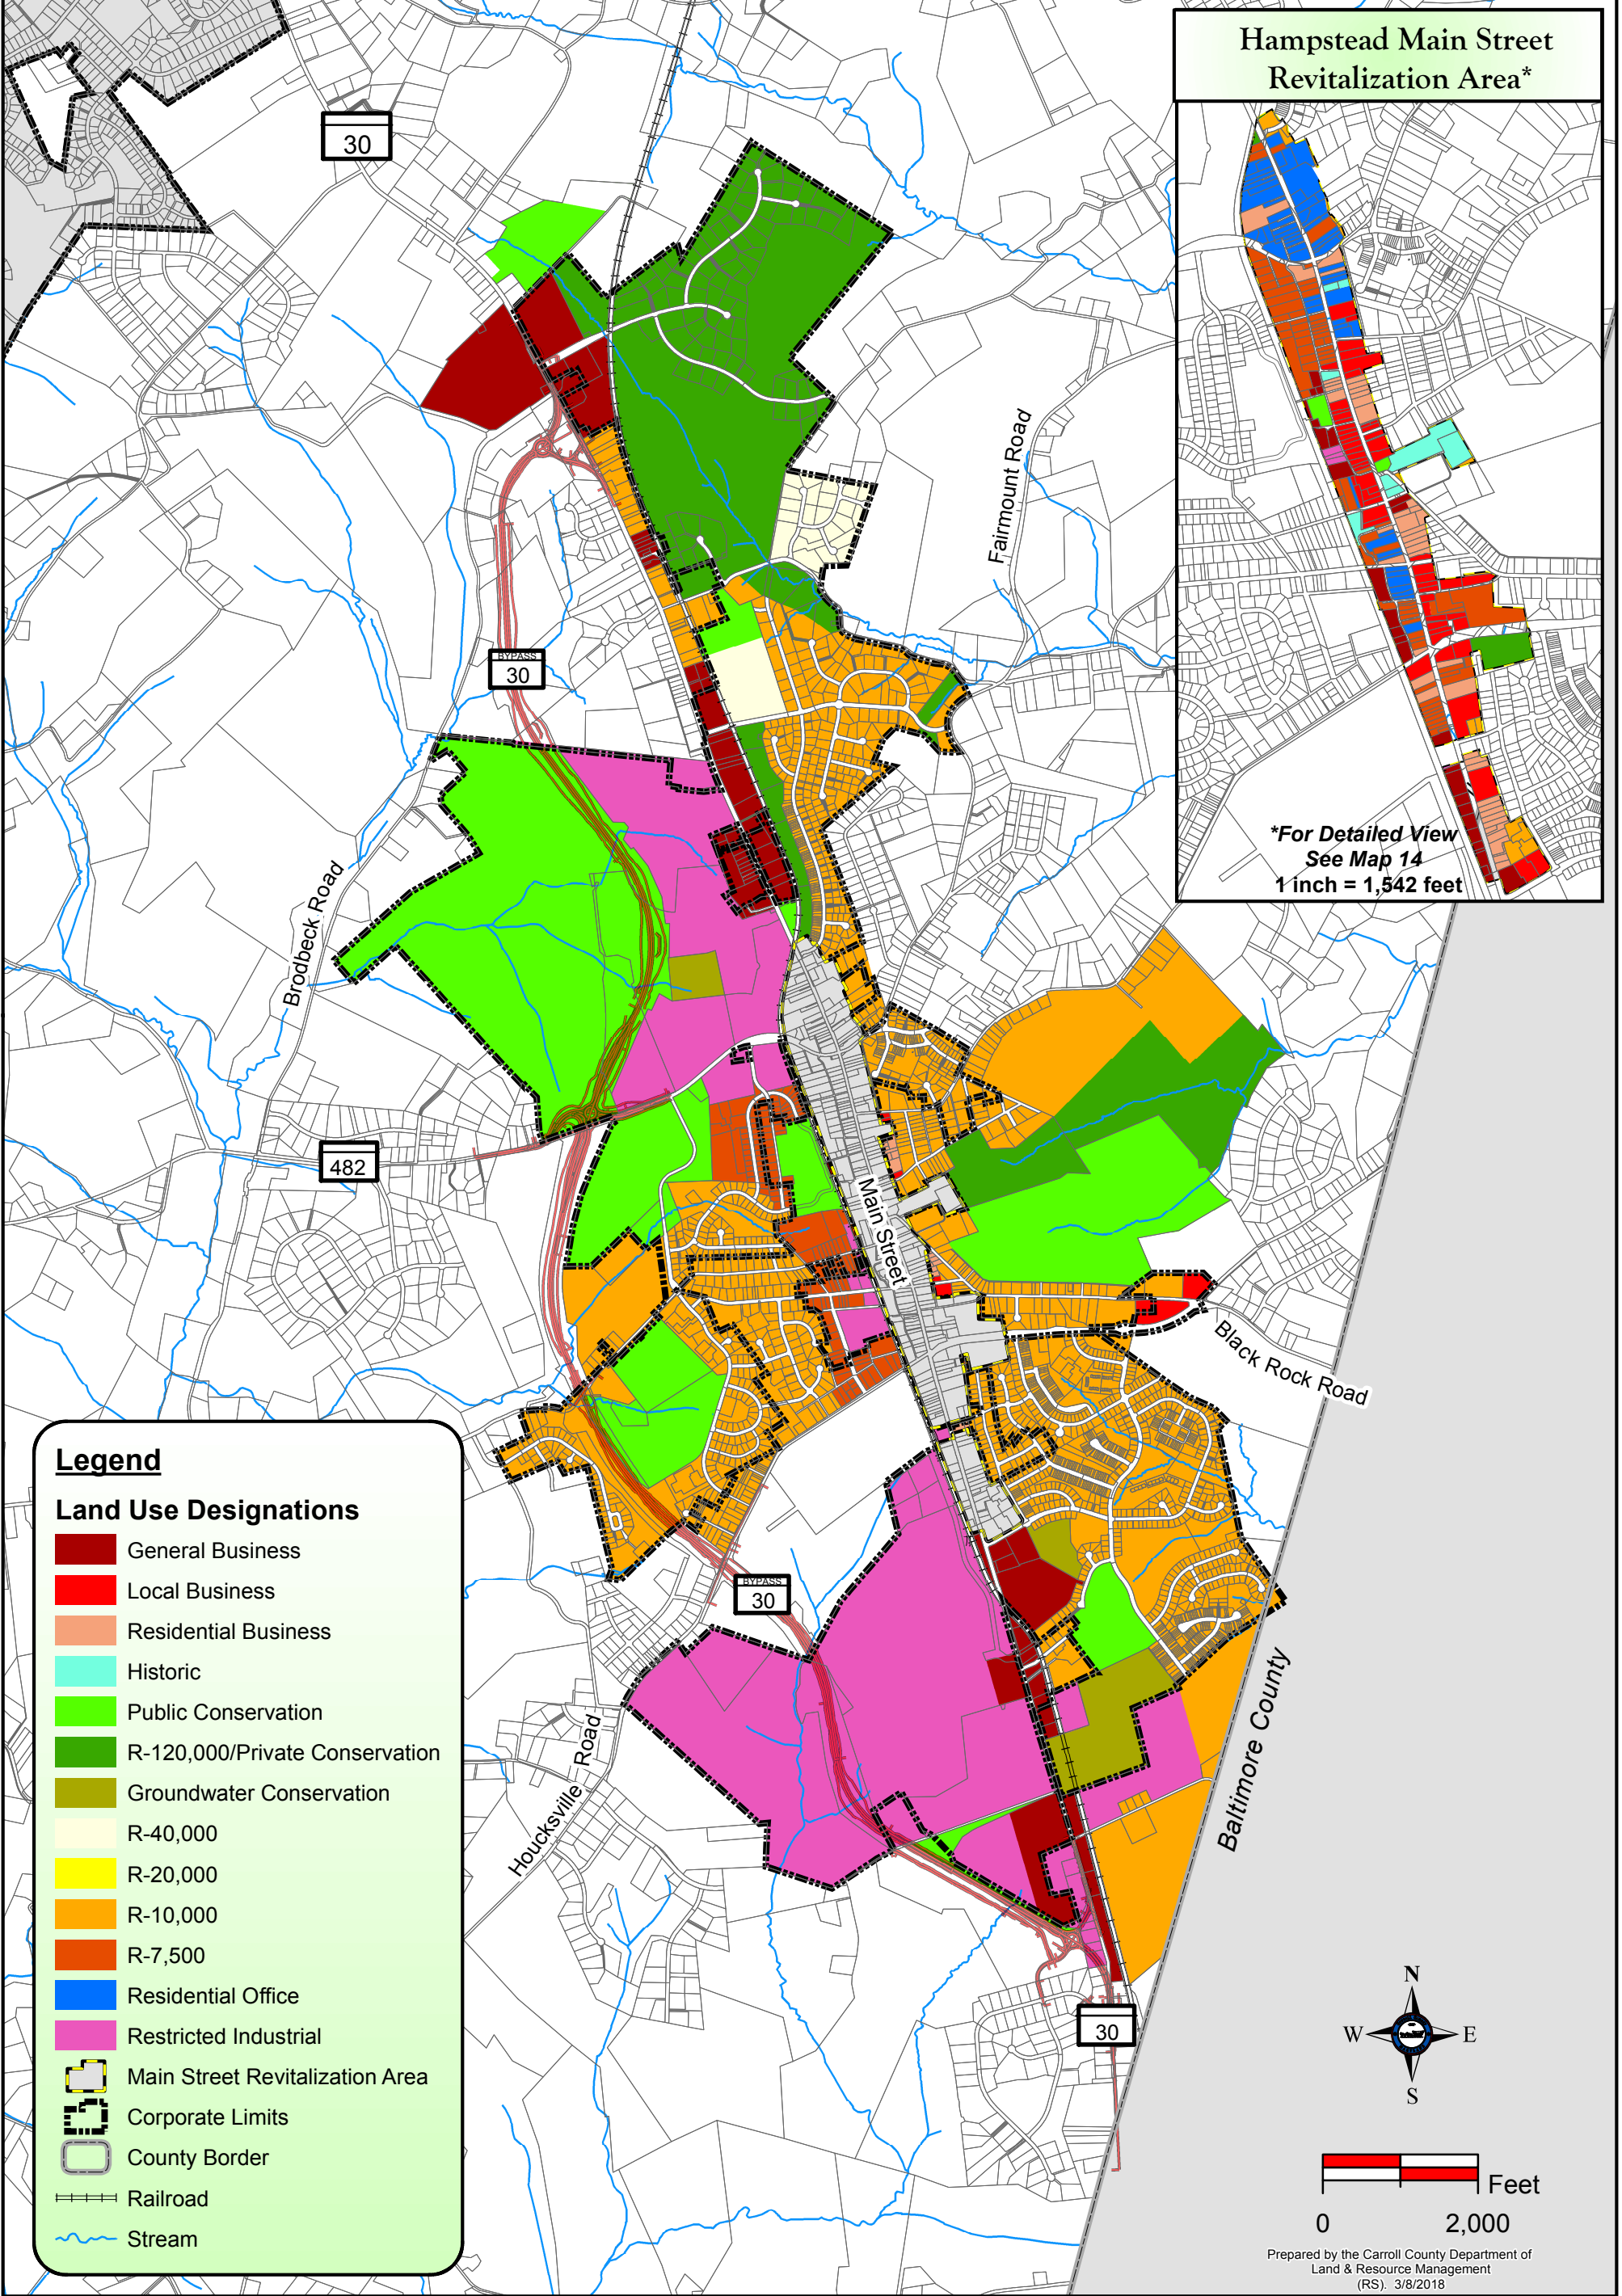 Hampstead Main Street
Revitalization Area*
30
Fairmount Road
BYPASS
30
*For Detailed View
See Map 14
1 inch = 1,542 feet
Brodbeck Road
482
Main Street
Black Rock Road
BYPASS
30
Houcksville Road
Baltimore County
30
Legend
Land Use Designations
General Business
Local Business
Residential Business
Historic
Public Conservation
R-120,000/Private Conservation
Groundwater Conservation
R-40,000
R-20,000
R-10,000
R-7,500
Residential Office
Restricted Industrial
Main Street Revitalization Area
Corporate Limits
County Border
Railroad
Stream
N
W E
S
Feet
0 2,000
Prepared by the Carroll County Department of
Land & Resource Management
(RS). 3/8/2018